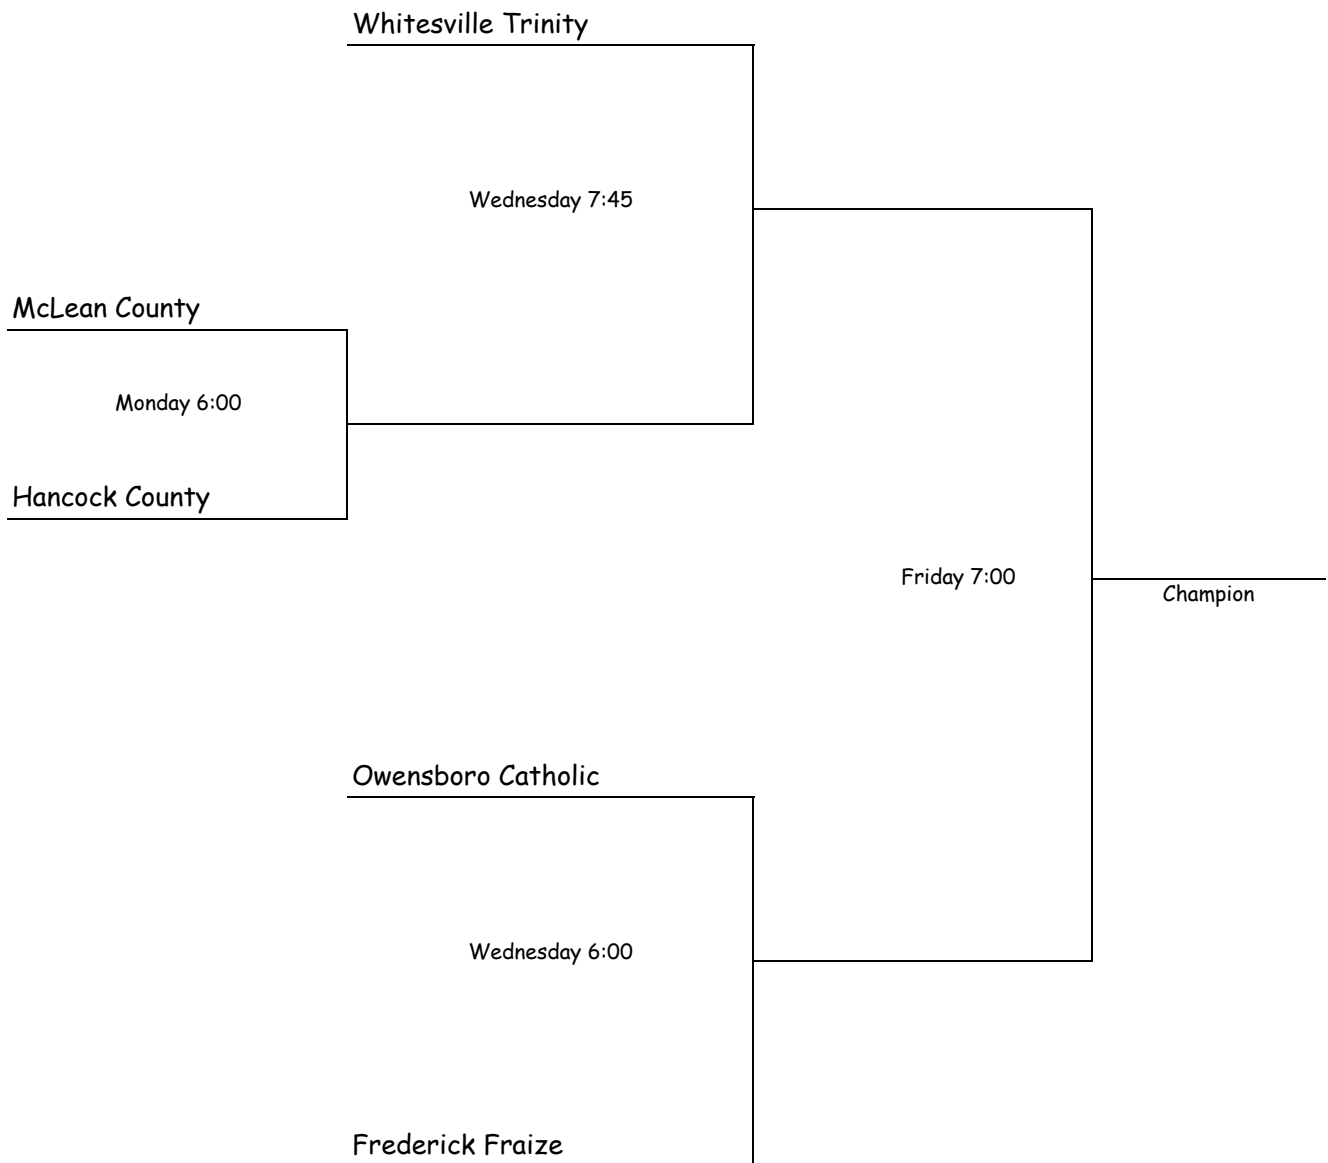 Whitesville Trinity
Wednesday 7:45
McLean County
Monday 6:00
Hancock County
Friday 7:00
Champion
Owensboro Catholic
Wednesday 6:00
Frederick Fraize